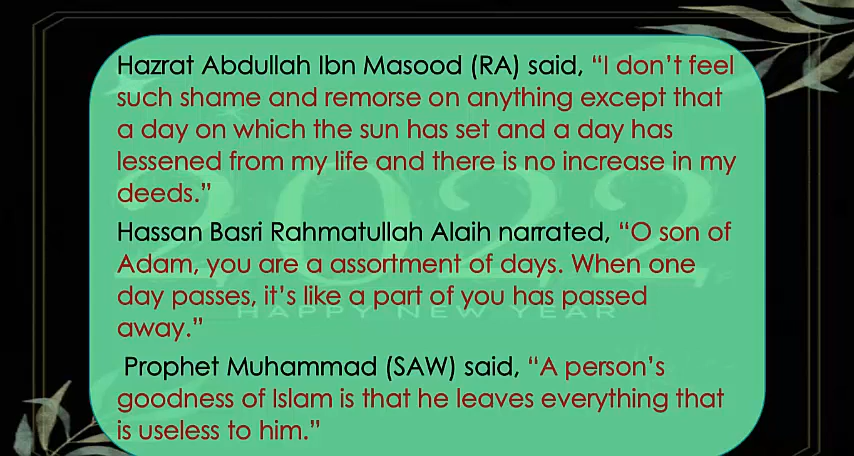 Hazrat Abdullah Ibn Masood (RA) said, “I don’t feel
such shame and remorse on anything except that
a day on which the sun has set and a day has
lessened from my life and there is no increase in my
deeds.”
2022
Hassan Basri Rahmatullah Alaih narrated, “O son of
Adam, you are a assortment of days. When one
day passes, it’s like a part of you has passed
away.”
HAPPY NEW YEAR
Prophet Muhammad (SAW) said, “A person’s
goodness of Islam is that he leaves everything that
is useless to him.”